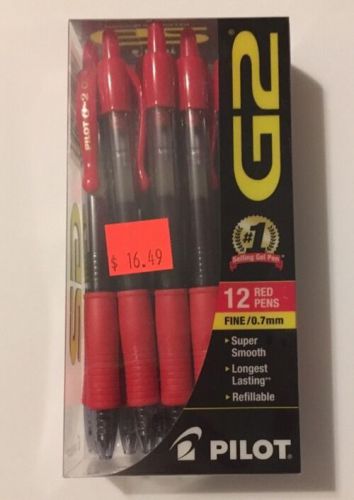 G2
PILOT G-2
$ 16.49
#1
Selling Gel Pen*
12 RED
PENS
FINE/0.7mm
▸Super
Smooth
▸Longest
Lasting**
▸Refillable
PILOT
G2